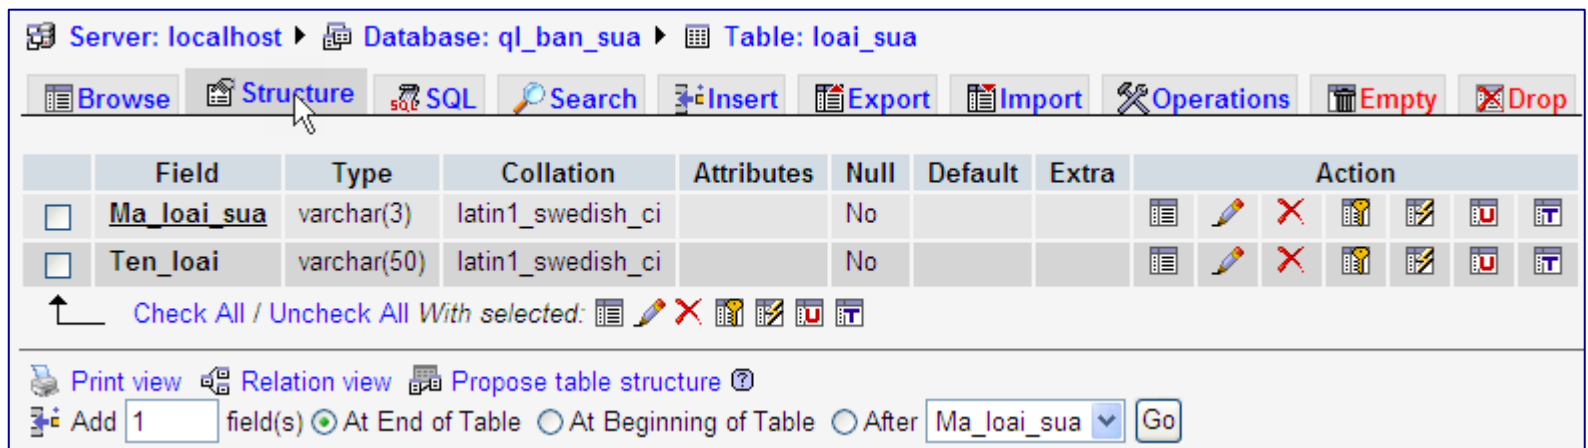 Server: localhost Database: ql_ban_sua Table: loai_sua
Browse Structure SQL Search Insert Export Import Operations Empty Drop
Field Type Collation Attributes Null Default Extra Action
Ma_loai_sua varchar(3) latin1_swedish_ci No
Ten_loai varchar(50) latin1_swedish_ci No
Check All / Uncheck All With selected:
Print view Relation view Propose table structure
Add 1 field(s) At End of Table At Beginning of Table After Ma_loai_sua Go